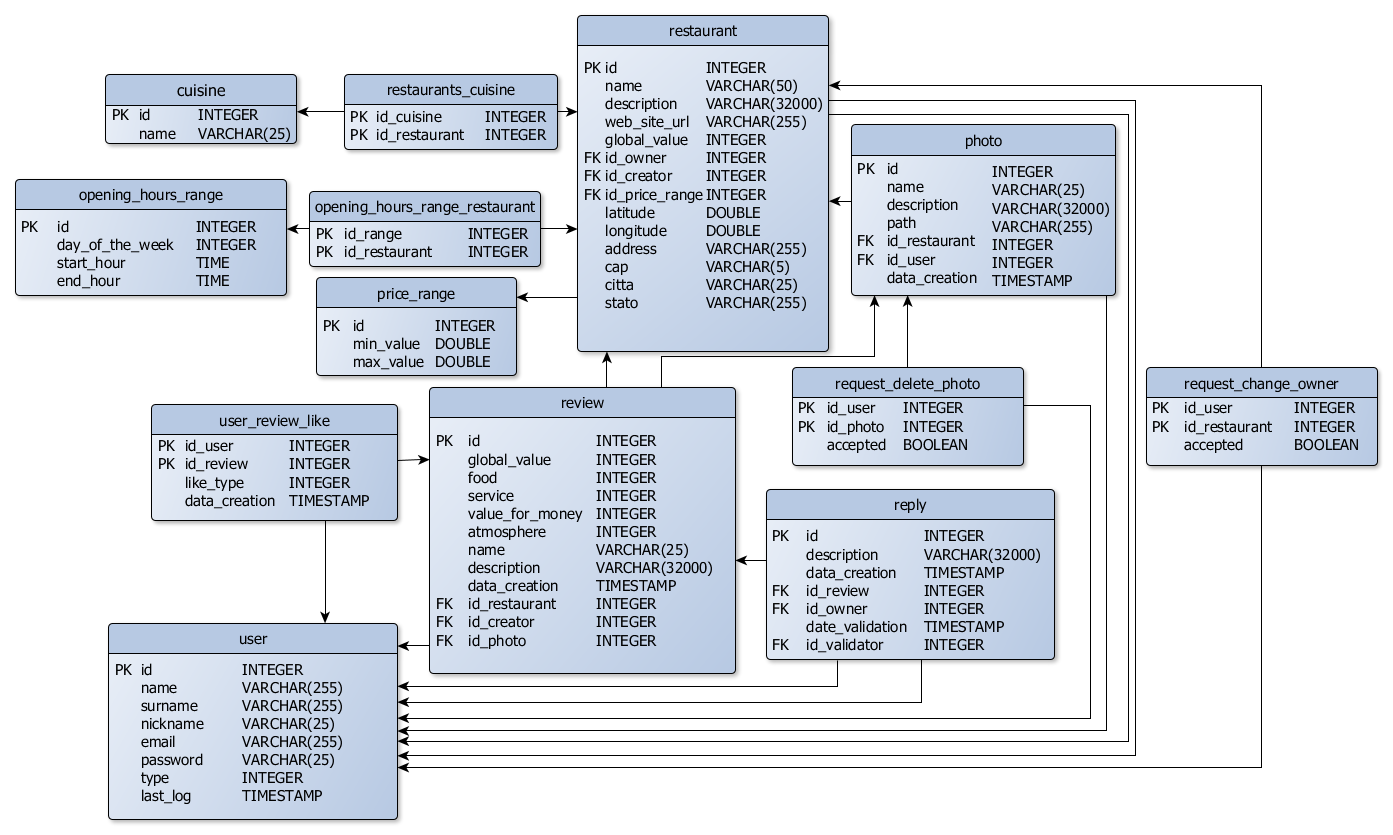 restaurant
PK id INTEGER
name VARCHAR(50)
description VARCHAR(32000)
web_site_url VARCHAR(255)
global_value INTEGER
FK id_owner INTEGER
FK id_creator INTEGER
FK id_price_range INTEGER
latitude DOUBLE
longitude DOUBLE
address VARCHAR(255)
cap VARCHAR(5)
citta VARCHAR(25)
stato VARCHAR(255)
cuisine
PK id INTEGER
name VARCHAR(25)
restaurants_cuisine
PK id_cuisine INTEGER
PK id_restaurant INTEGER
photo
PK id INTEGER
name VARCHAR(25)
description VARCHAR(32000)
path VARCHAR(255)
FK id_restaurant INTEGER
FK id_user INTEGER
data_creation TIMESTAMP
opening_hours_range
PK id INTEGER
day_of_the_week INTEGER
start_hour TIME
end_hour TIME
opening_hours_range_restaurant
PK id_range INTEGER
PK id_restaurant INTEGER
price_range
PK id INTEGER
min_value DOUBLE
max_value DOUBLE
request_delete_photo
PK id_user INTEGER
PK id_photo INTEGER
accepted BOOLEAN
request_change_owner
PK id_user INTEGER
PK id_restaurant INTEGER
accepted BOOLEAN
user_review_like
PK id_user INTEGER
PK id_review INTEGER
like_type INTEGER
data_creation TIMESTAMP
review
PK id INTEGER
global_value INTEGER
food INTEGER
service INTEGER
value_for_money INTEGER
atmosphere INTEGER
name VARCHAR(25)
description VARCHAR(32000)
data_creation TIMESTAMP
FK id_restaurant INTEGER
FK id_creator INTEGER
FK id_photo INTEGER
reply
PK id INTEGER
description VARCHAR(32000)
data_creation TIMESTAMP
FK id_review INTEGER
FK id_owner INTEGER
date_validation TIMESTAMP
FK id_validator INTEGER
user
PK id INTEGER
name VARCHAR(255)
surname VARCHAR(255)
nickname VARCHAR(25)
email VARCHAR(255)
password VARCHAR(25)
type INTEGER
last_log TIMESTAMP